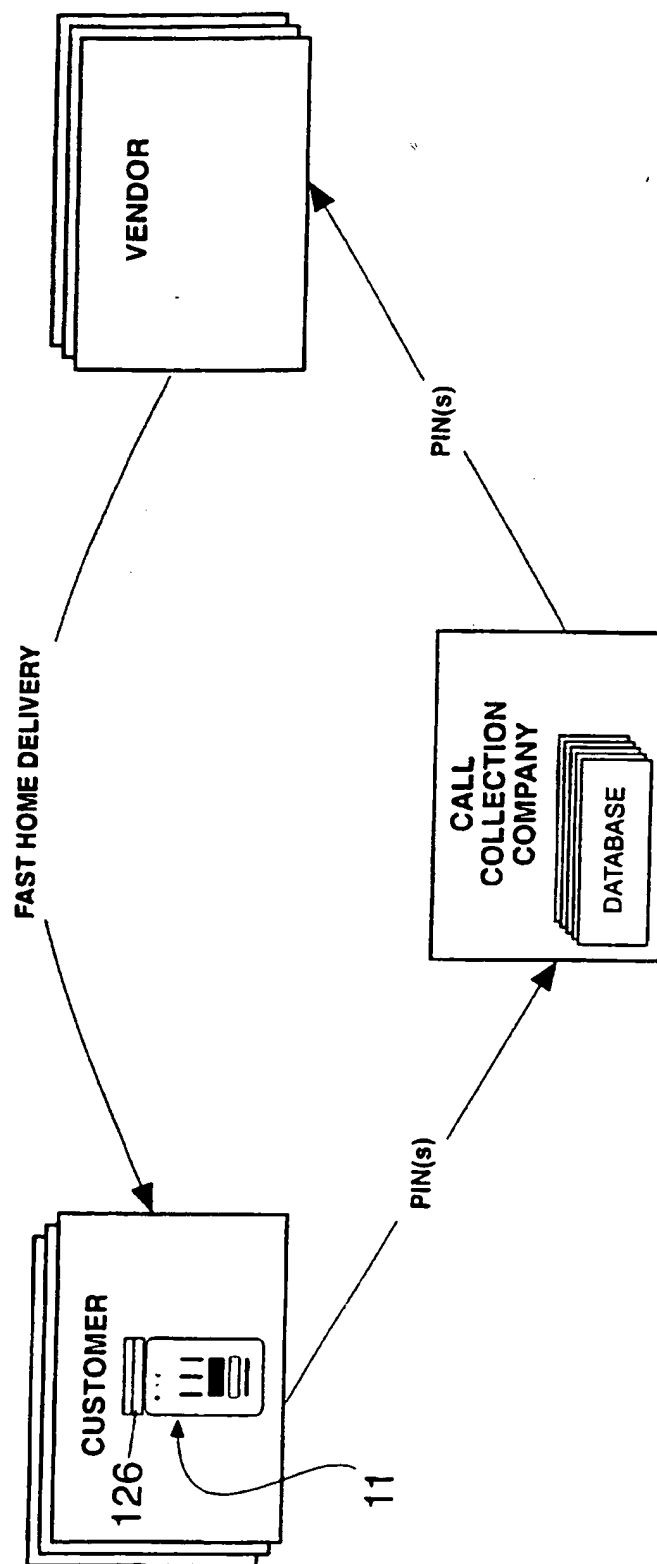 FAST HOME DELIVERY
CUSTOMER
126
11
VENDOR
PIN(s)
PIN(s)
CALL
COLLECTION
COMPANY
DATABASE